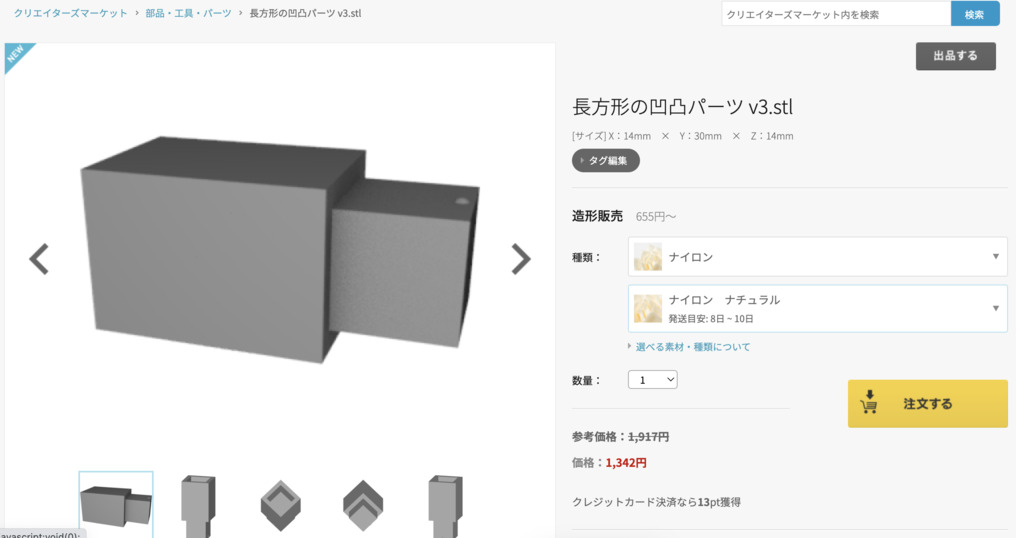 クリエイターズマーケット › 部品・工具・パーツ › 長方形の凹凸パーツ v3.stl
クリエイターズマーケット内を検索
検索
NEW
出品する
長方形の凹凸パーツ v3.stl
[サイズ] X：14mm × Y：30mm × Z：14mm
タグ編集
造形販売 655円～
種類：
ナイロン
ナイロン ナチュラル
発送目安: 8日 ~ 10日
選べる素材・種類について
数量：
1
注文する
参考価格：1,917円
価格：1,342円
クレジットカード決済なら13pt獲得
avascript:void(0);